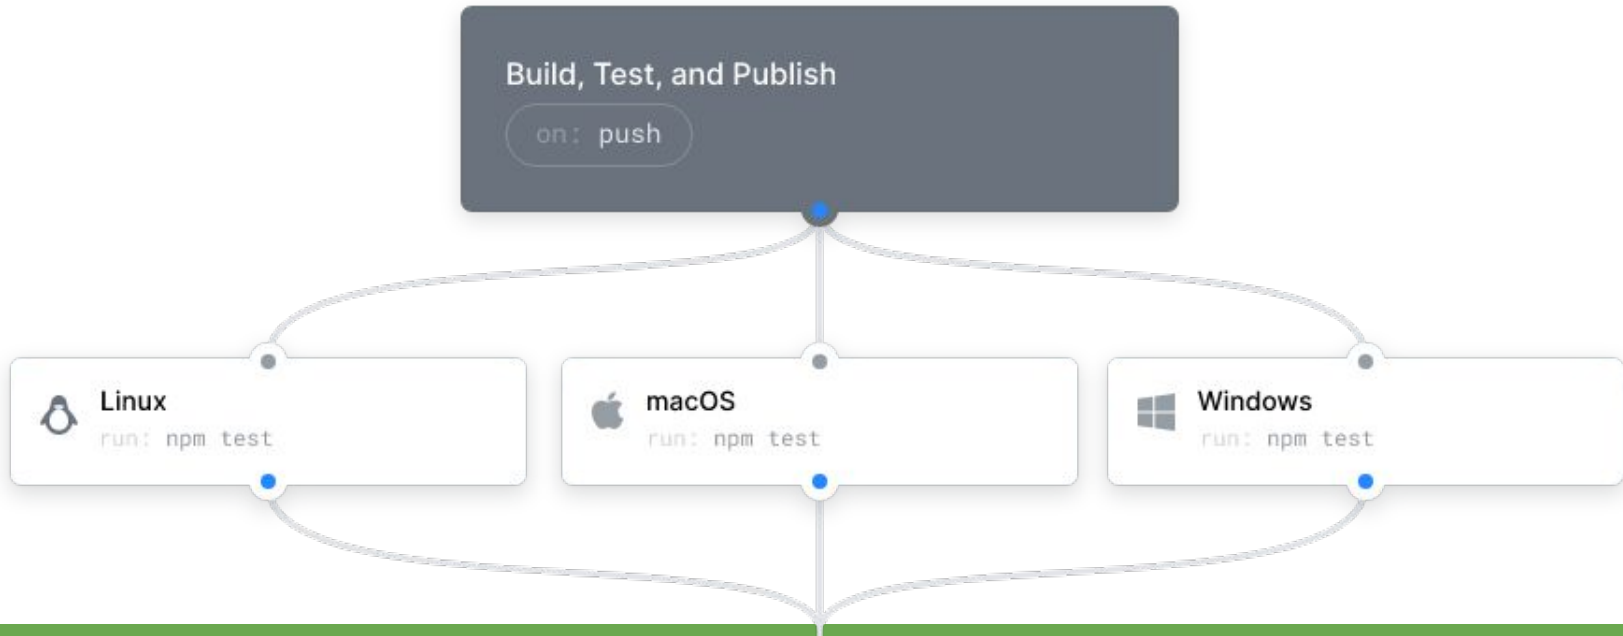 Build, Test, and Publish
on: push
Linux
run: npm test
macOS
run: npm test
Windows
run: npm test